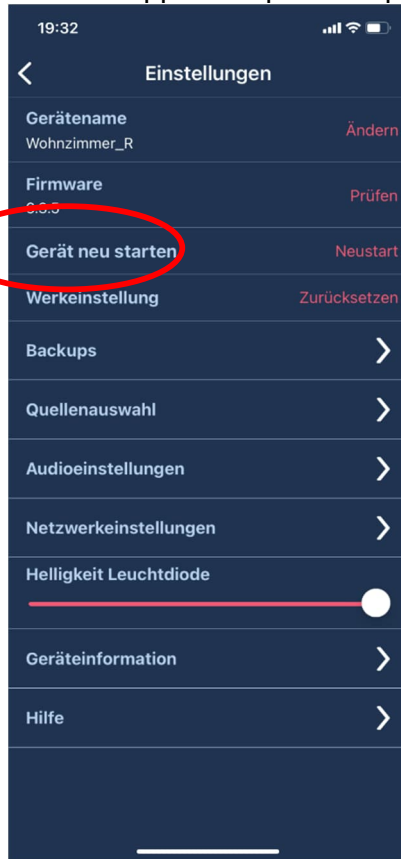 19:32
Einstellungen
Gerätename
Ändern
Wohnzimmer_R
Firmware
Prüfen
Gerät neu starten
Neustart
Werkeinstellung
Zurücksetzen
Backups
Quellenauswahl
Audioeinstellungen
Netzwerkeinstellungen
Helligkeit Leuchtdiode
Geräteinformation
Hilfe